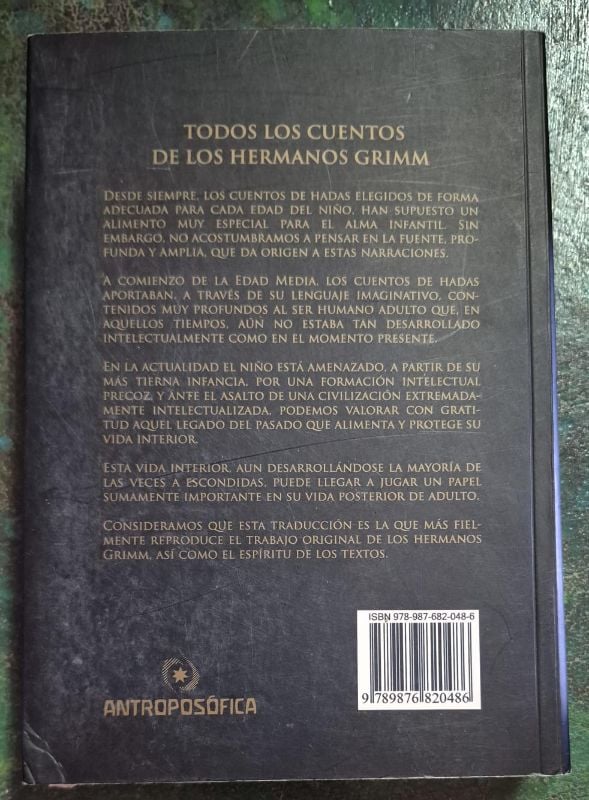 TODOS LOS CUENTOS
DE LOS HERMANOS GRIMM
DESDE SIEMPRE, LOS CUENTOS DE HADAS ELEGIDOS DE FORMA
ADECUADA PARA CADA EDAD DEL NIÑO, HAN SUPUESTO UN
ALIMENTO MUY ESPECIAL PARA EL ALMA INFANTIL. SIN
EMBARGO, NO ACOSTUMBRAMOS A PENSAR EN LA FUENTE, PRO-
FUNDA Y AMPLIA, QUE DA ORIGEN A ESTAS NARRACIONES.
A COMIENZO DE LA EDAD MEDIA, LOS CUENTOS DE HADAS
APORTABAN, A TRAVÉS DE SU LENGUAJE IMAGINATIVO, CON-
TENIDOS MUY PROFUNDOS AL SER HUMANO ADULTO QUE, EN
AQUELLOS TIEMPOS, AÚN NO ESTABA TAN DESARROLLADO
INTELECTUALMENTE COMO EN EL MOMENTO PRESENTE.
EN LA ACTUALIDAD EL NIÑO ESTÁ AMENAZADO, A PARTIR DE SU
MÁS TIERNA INFANCIA, POR UNA FORMACIÓN INTELECTUAL
PRECOZ, Y ANTE EL ASALTO DE UNA CIVILIZACIÓN EXTREMADA-
MENTE INTELECTUALIZADA, PODEMOS VALORAR CON GRATI-
TUD AQUEL LEGADO DEL PASADO QUE ALIMENTA Y PROTEGE SU
VIDA INTERIOR.
ESTA VIDA INTERIOR, AUN DESARROLLÁNDOSE LA MAYORÍA DE
LAS VECES A ESCONDIDAS, PUEDE LLEGAR A JUGAR UN PAPEL
SUMAMENTE IMPORTANTE EN SU VIDA POSTERIOR DE ADULTO.
CONSIDERAMOS QUE ESTA TRADUCCIÓN ES LA QUE MÁS FIEL-
MENTE REPRODUCE EL TRABAJO ORIGINAL DE LOS HERMANOS
GRIMM, ASÍ COMO EL ESPÍRITU DE LOS TEXTOS.
ISBN 978-987-682-048-6
9 789876 820486
ANTROPOSÓFICA